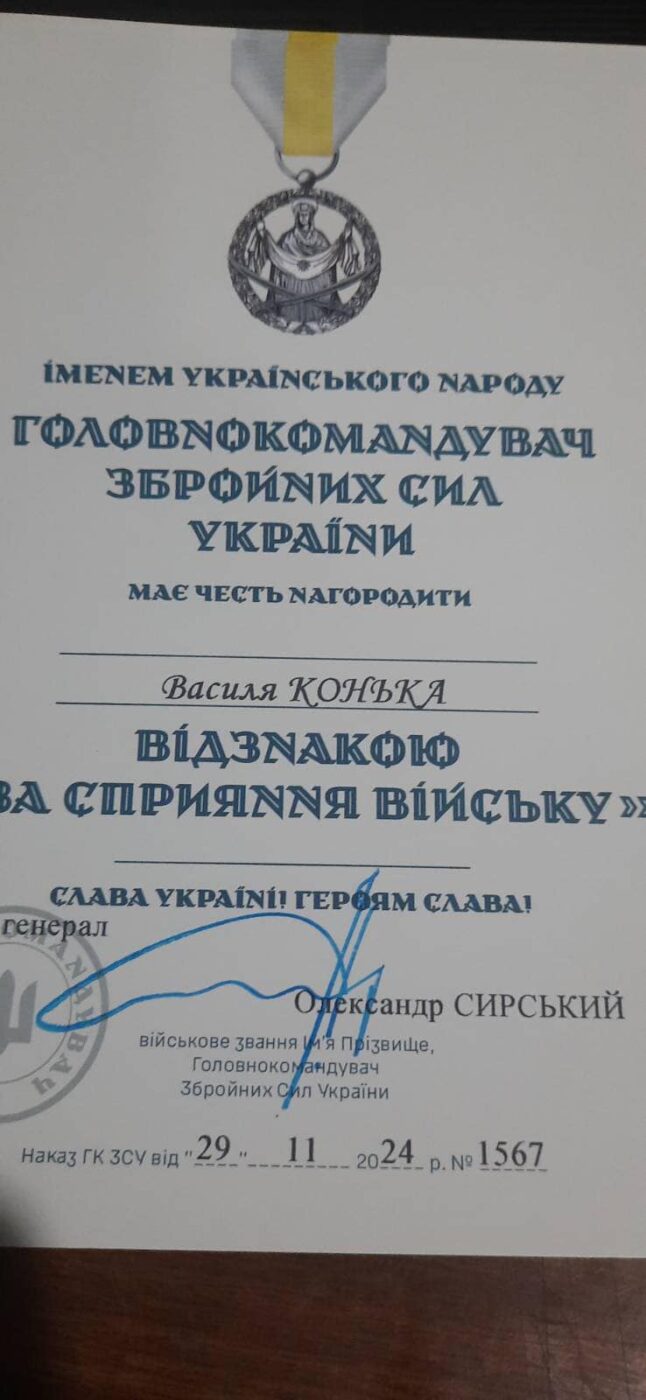 ІМЕНЕМ УКРАЇНСЬКОГО НАРОДУ
ГОЛОВНОКОМАНДУВАЧ
ЗБРОЙНИХ СИЛ
УКРАЇНИ
МАЄ ЧЕСТЬ НАГОРОДИТИ
Василя КОНЬКА
ВІДЗНАКОЮ
ЗА СПРИЯННЯ ВІЙСЬКУ»
СЛАВА УКРАЇНІ! ГЕРОЯМ СЛАВА!
генерал
Олександр СИРСЬКИЙ
військове звання Ім'я Прізвище,
Головнокомандувач
Збройних Сил України
Наказ ГК ЗСУ від "29" 11 2024 р. № 1567